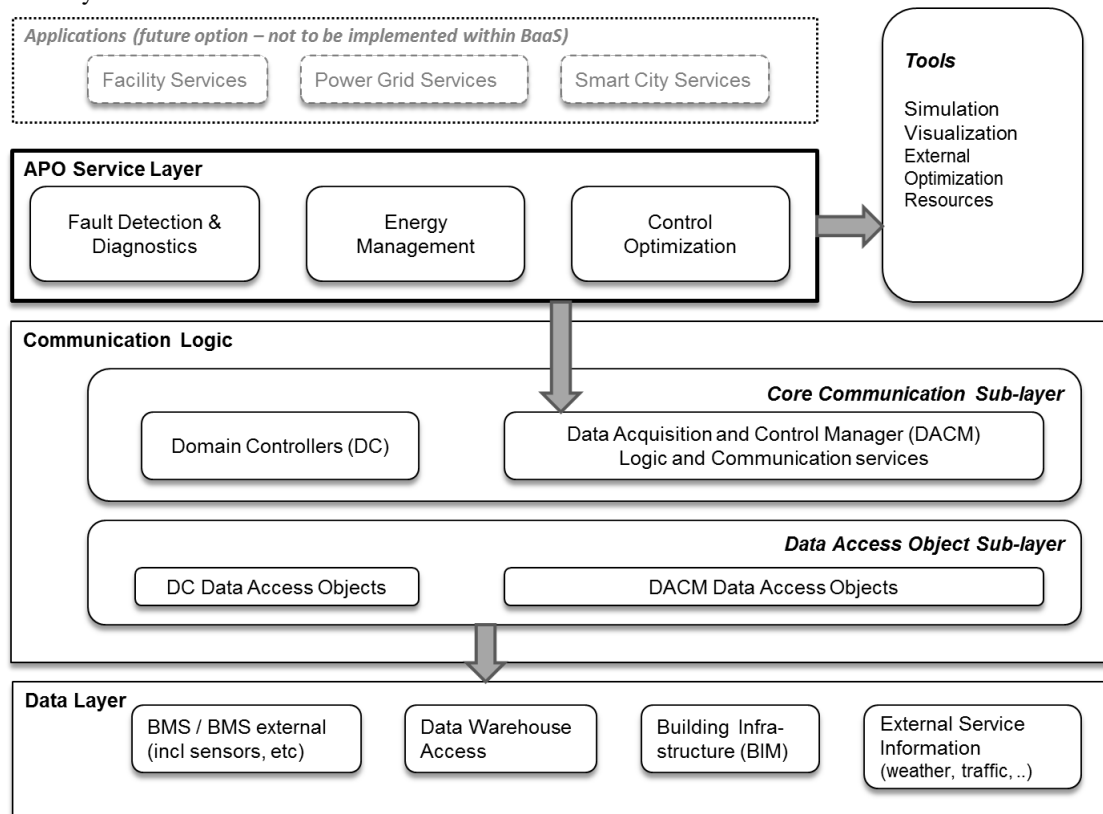 Applications (future option – not to be implemented within BaaS)
Facility Services
Power Grid Services
Smart City Services
Tools
Simulation
Visualization
External
Optimization
Resources
APO Service Layer
Fault Detection &
Diagnostics
Energy
Management
Control
Optimization
Communication Logic
Core Communication Sub-layer
Domain Controllers (DC)
Data Acquisition and Control Manager (DACM)
Logic and Communication services
Data Access Object Sub-layer
DC Data Access Objects
DACM Data Access Objects
Data Layer
BMS / BMS external
(incl sensors, etc)
Data Warehouse
Access
Building Infra-
structure (BIM)
External Service
Information
(weather, traffic, ..)